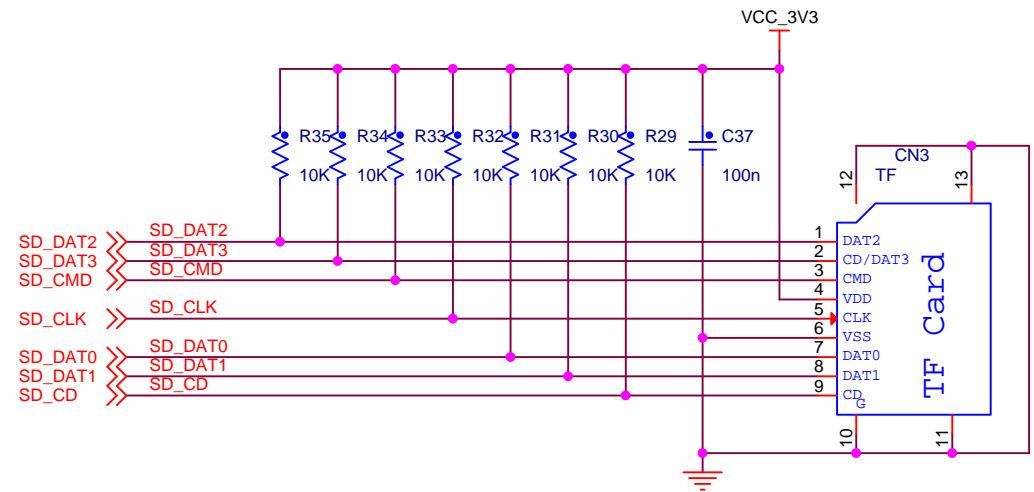 VCC_3V3
R35 R34 R33 R32 R31 R30 R29 C37
10K 10K 10K 10K 10K 10K 10K 100n
CN3
TF
12
13
SD_DAT2 SD_DAT2 1 DAT2
SD_DAT3 SD_DAT3 2 CD/DAT3
SD_CMD SD_CMD 3 CMD
4 VDD
SD_CLK SD_CLK 5 CLK
6 VSS
SD_DAT0 SD_DAT0 7 DAT0
SD_DAT1 SD_DAT1 8 DAT1
SD_CD SD_CD 9 CD
G
TF Card
10
11